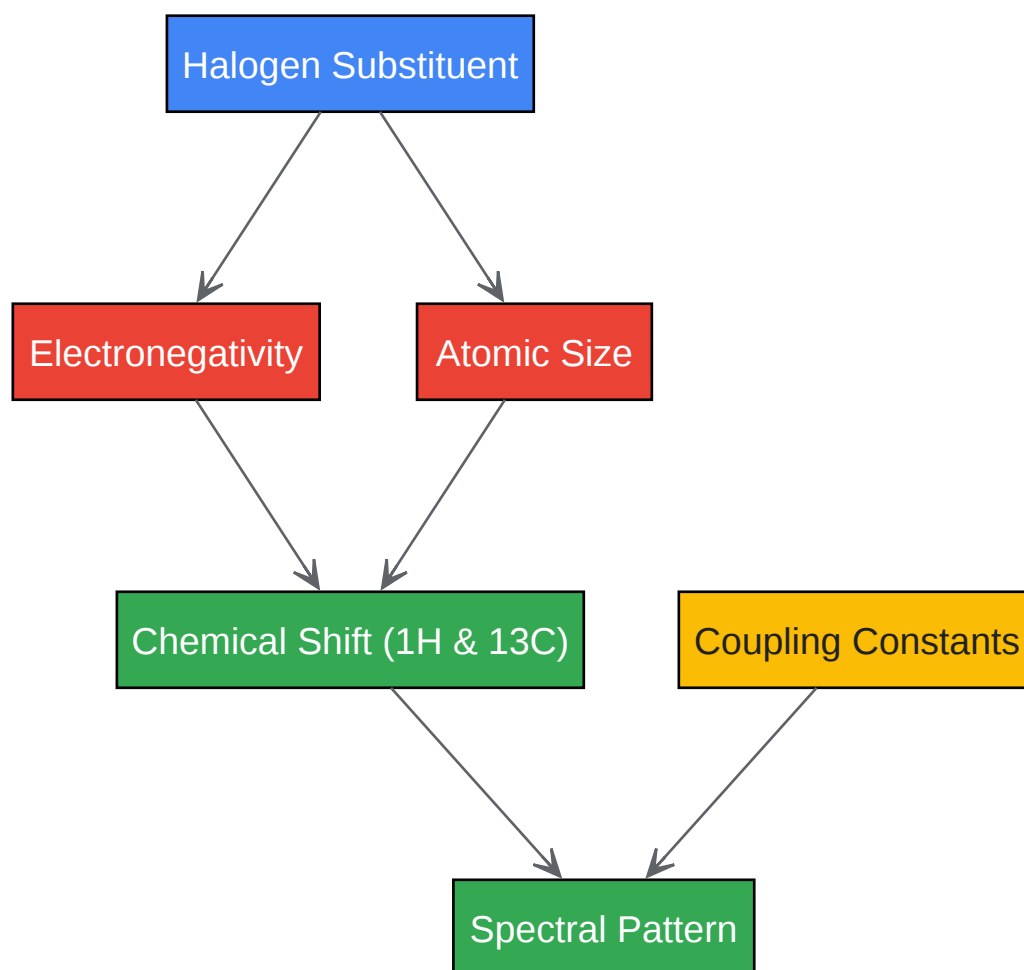 Halogen Substituent
Electronegativity
Atomic Size
Chemical Shift (1H & 13C)
Coupling Constants
Spectral Pattern